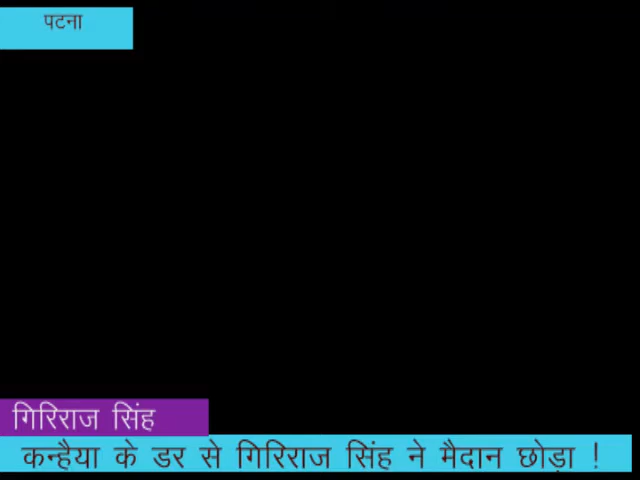 पटना
गिरिराज सिंह
कन्हैया के डर से गिरिराज सिंह ने मैदान छोड़ा !